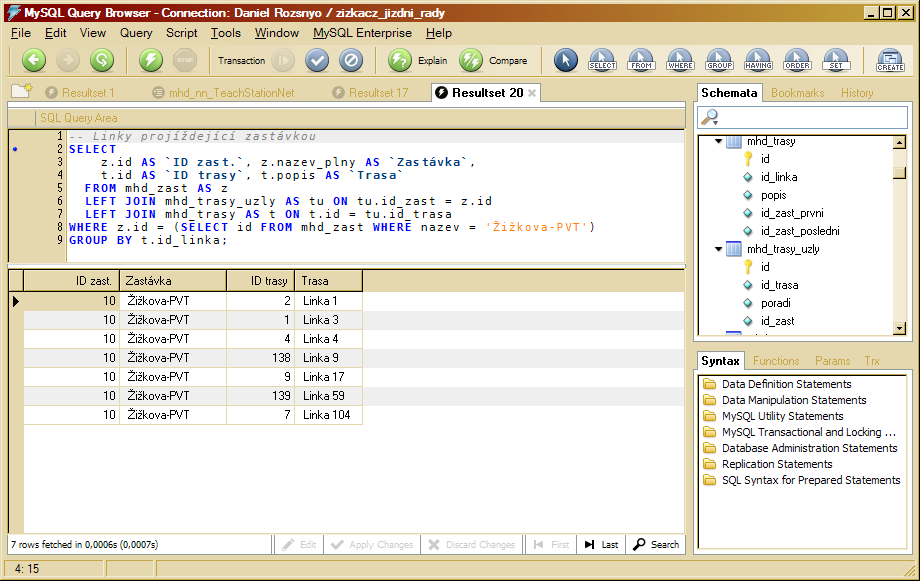 MySQL Query Browser - Connection: Daniel Rozsnyo / zizkacz_jizdni_rady
File Edit View Query Script Tools Window MySQL Enterprise Help
STOP Transaction Explain Compare SELECT FROM WHERE GROUP HAVING ORDER SET CREATE
Resultset 1 mhd_nn_TeachStationNet Resultset 17 Resultset 20
SQL Query Area
1 -- Linky projíždející zastávkou
2 SELECT
3 z.id AS `ID zast.`, z.nazev_plny AS `Zastávka`,
4 t.id AS `ID trasy`, t.popis AS `Trasa`
5 FROM mhd_zast AS z
6 LEFT JOIN mhd_trasy_uzly AS tu ON tu.id_zast = z.id
7 LEFT JOIN mhd_trasy AS t ON t.id = tu.id_trasa
8 WHERE z.id = (SELECT id FROM mhd_zast WHERE nazev = 'Žižkova-PVT')
9 GROUP BY t.id_linka;
ID zast. Zastávka ID trasy Trasa
10 Žižkova-PVT 2 Linka 1
10 Žižkova-PVT 1 Linka 3
10 Žižkova-PVT 4 Linka 4
10 Žižkova-PVT 138 Linka 9
10 Žižkova-PVT 9 Linka 17
10 Žižkova-PVT 139 Linka 59
10 Žižkova-PVT 7 Linka 104
7 rows fetched in 0,0006s (0,0007s) Edit Apply Changes Discard Changes First Last Search
4: 15
Schemata Bookmarks History
mhd_trasy
id
id_linka
popis
id_zast_prvni
id_zast_posledni
mhd_trasy_uzly
id
id_trasa
poradi
id_zast
Syntax Functions Params Trx
Data Definition Statements
Data Manipulation Statements
MySQL Utility Statements
MySQL Transactional and Locking ...
Database Administration Statements
Replication Statements
SQL Syntax for Prepared Statements